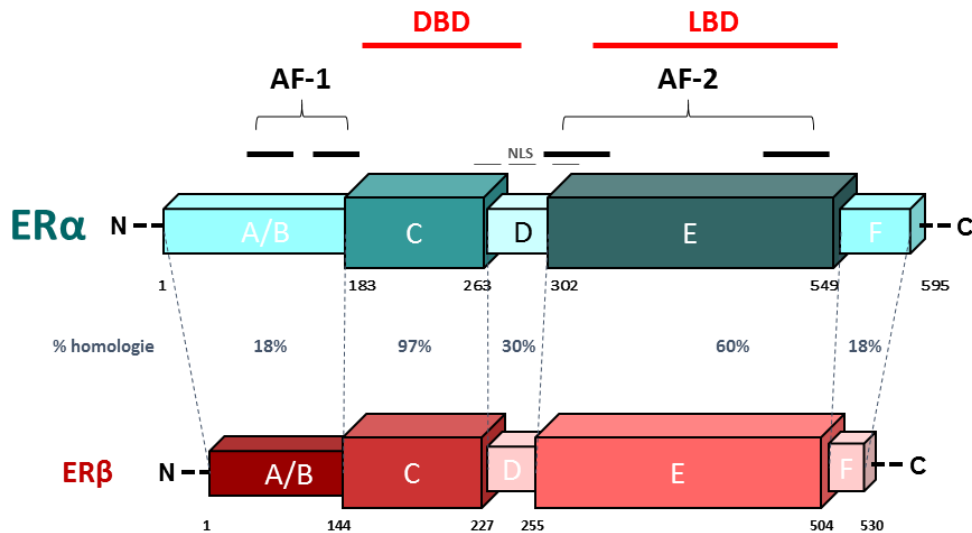 DBD LBD
AF-1 AF-2
NLS
ERα N A/B C D E F C
1 183 263 302 549 595
% homologie 18% 97% 30% 60% 18%
ERβ N A/B C D E F C
1 144 227 255 504 530